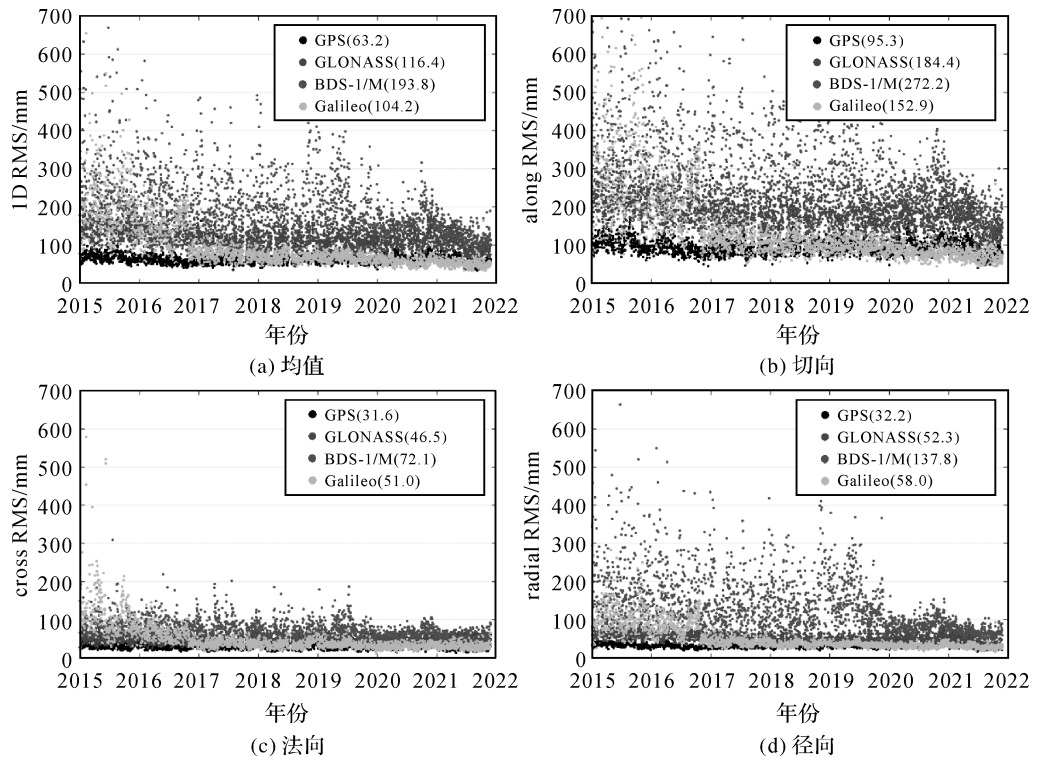 700
600
500
400
300
200
100
0
1D RMS/mm
GPS(63.2)
GLONASS(116.4)
BDS-1/M(193.8)
Galileo(104.2)
2015 2016 2017 2018 2019 2020 2021 2022
年份
(a) 均值
700
600
500
400
300
200
100
0
along RMS/mm
GPS(95.3)
GLONASS(184.4)
BDS-1/M(272.2)
Galileo(152.9)
2015 2016 2017 2018 2019 2020 2021 2022
年份
(b) 切向
700
600
500
400
300
200
100
0
cross RMS/mm
GPS(31.6)
GLONASS(46.5)
BDS-1/M(72.1)
Galileo(51.0)
2015 2016 2017 2018 2019 2020 2021 2022
年份
(c) 法向
700
600
500
400
300
200
100
0
radial RMS/mm
GPS(32.2)
GLONASS(52.3)
BDS-1/M(137.8)
Galileo(58.0)
2015 2016 2017 2018 2019 2020 2021 2022
年份
(d) 径向